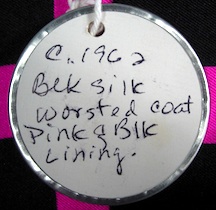 C. 1962
Blk Silk
Worsted coat
Pink & Blk
Lining.